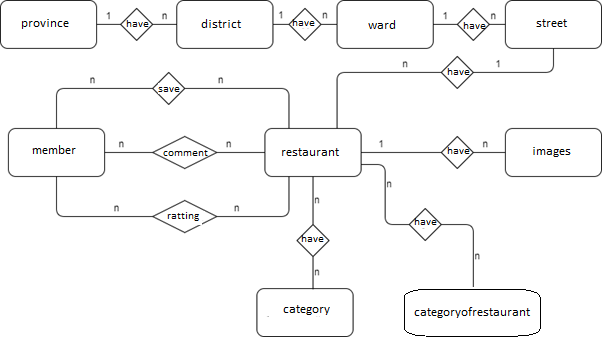 province 1 have n district 1 have n ward 1 have n street
n have 1
n save n
member n comment n restaurant 1 have n images
n ratting n
n have n
n have n
category
categoryofrestaurant